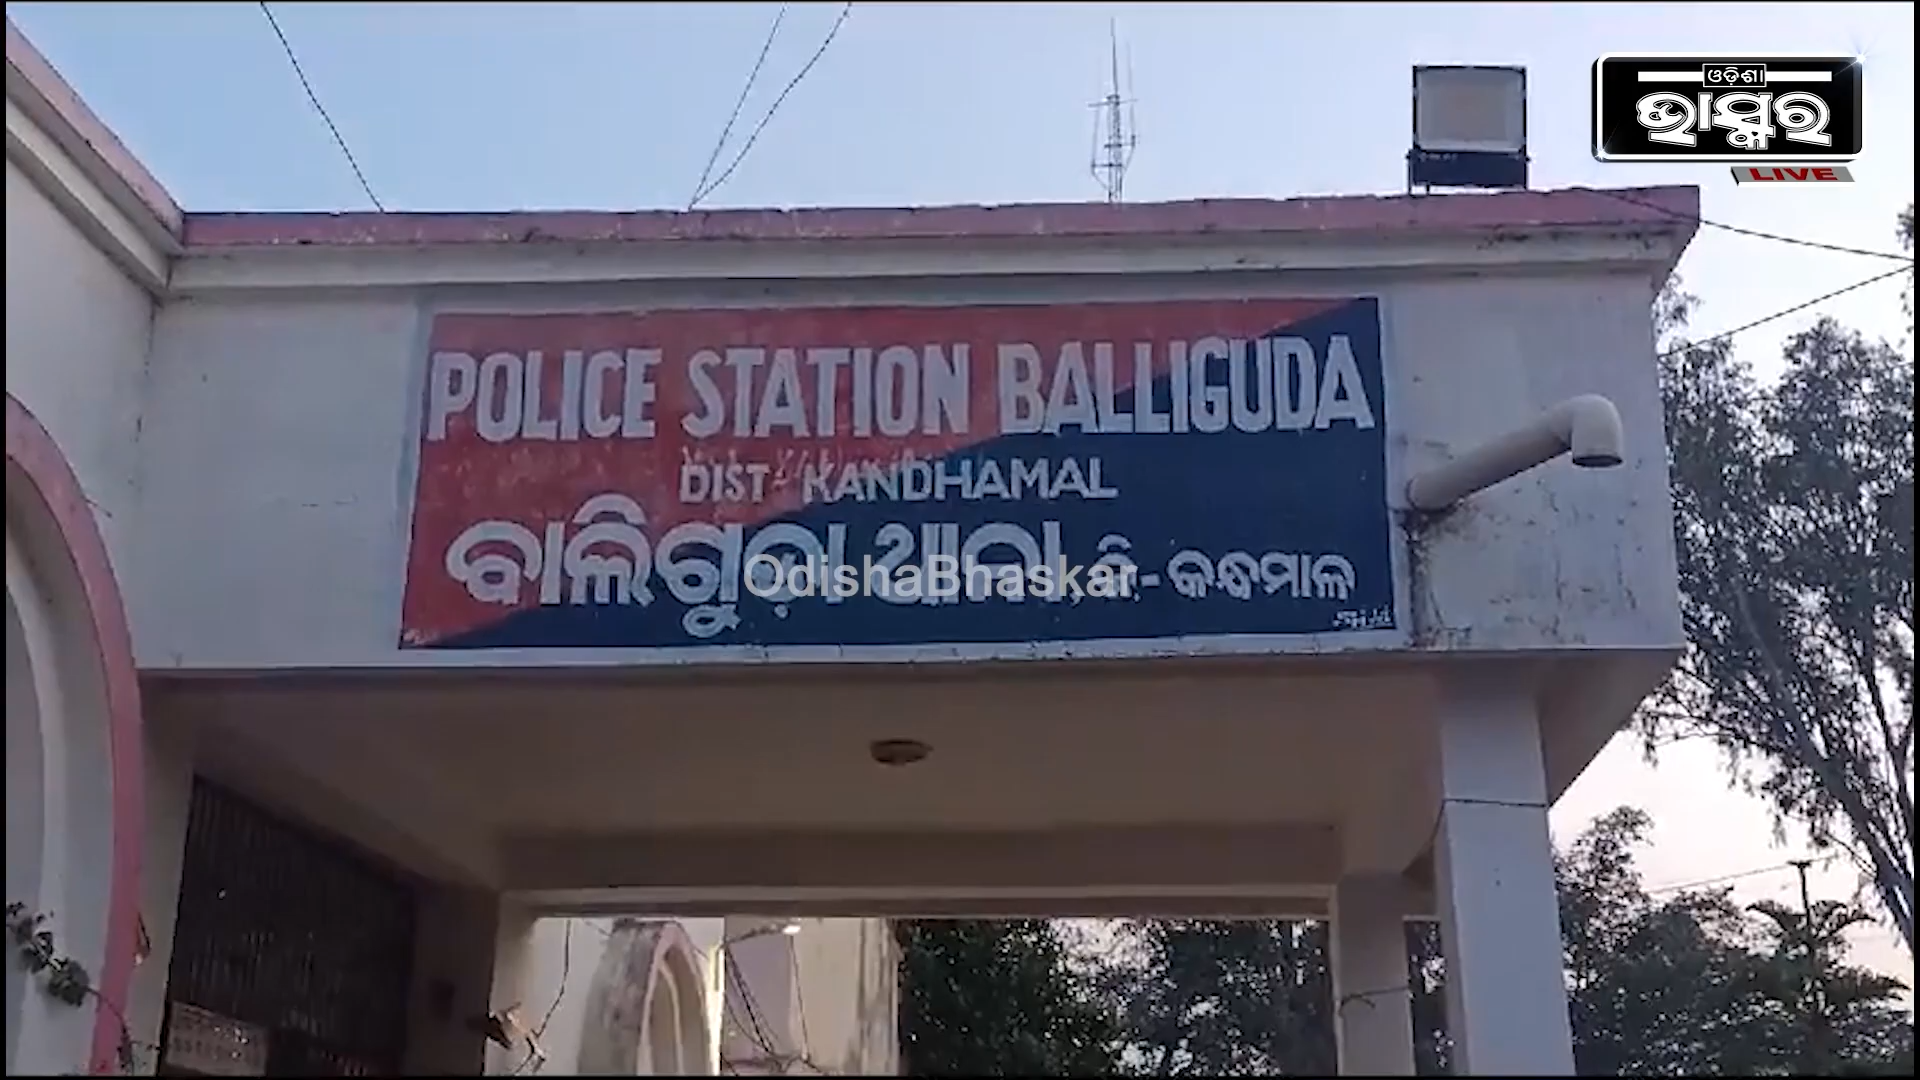 ଓଡ଼ିଶା
ଭାସ୍କର
LIVE
POLICE STATION BALLIGUDA
DIST - KANDHAMAL
ବାଲିଗୁଡ଼ା ଥାନା, ଜି - କନ୍ଧମାଳ
OdishaBhaskar